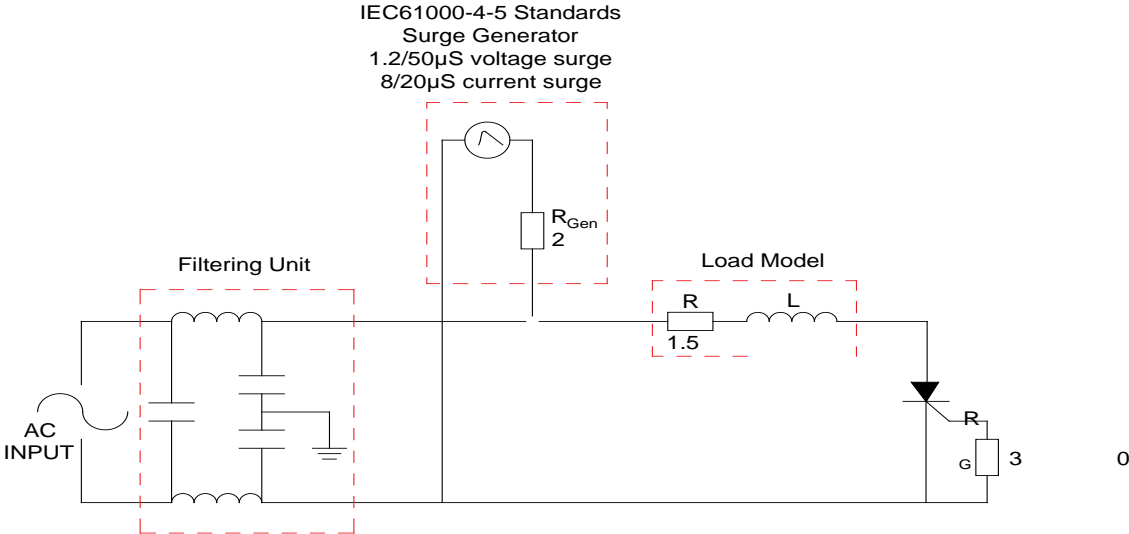 IEC61000-4-5 Standards
Surge Generator
1.2/50µS voltage surge
8/20µS current surge
RGen
2
Filtering Unit
Load Model
R
L
1.5
AC
INPUT
R
G
3
0